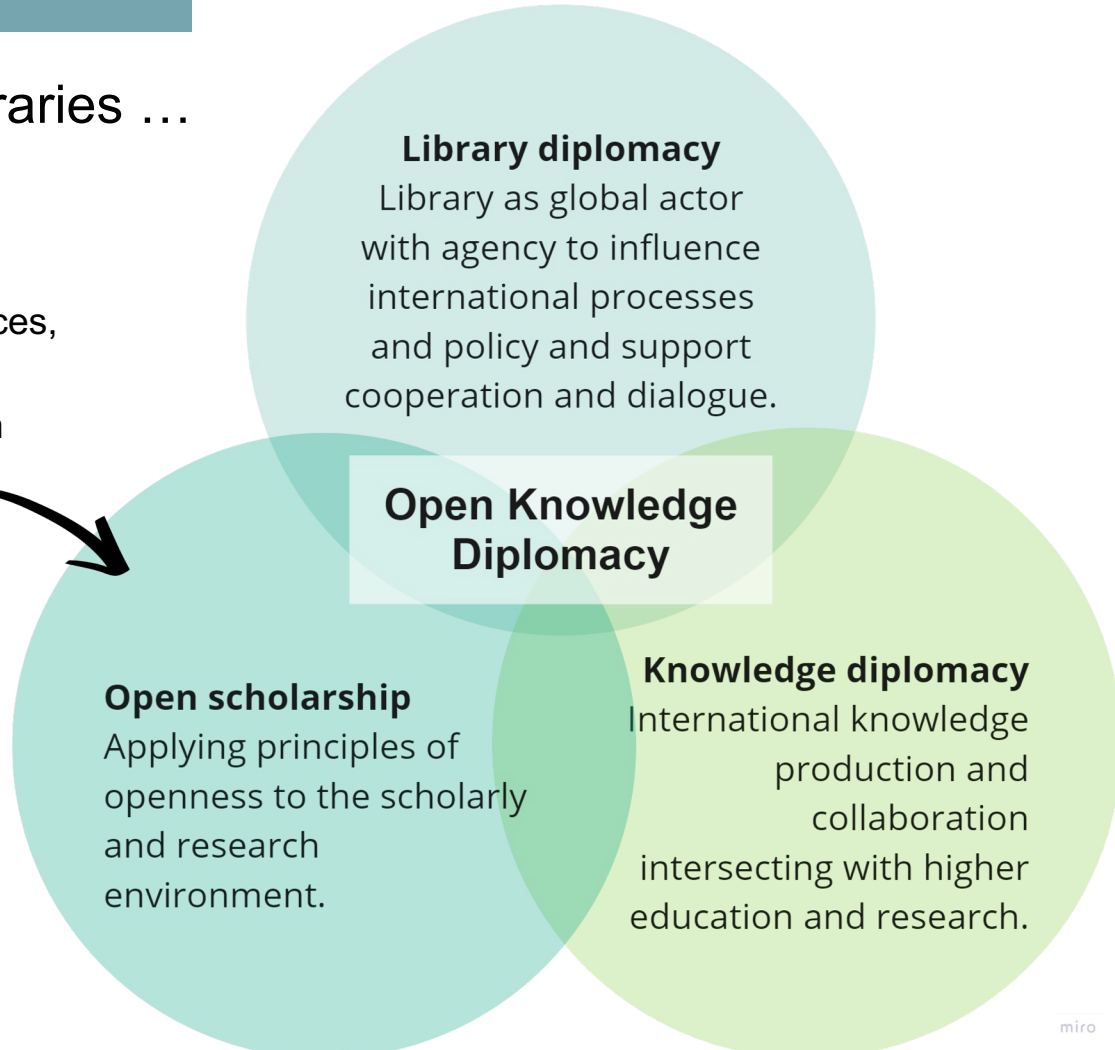 raries …
ces,
Library diplomacy
Library as global actor
with agency to influence
international processes
and policy and support
cooperation and dialogue.
Open Knowledge
Diplomacy
Open scholarship
Applying principles of
openness to the scholarly
and research
environment.
Knowledge diplomacy
International knowledge
production and
collaboration
intersecting with higher
education and research.
miro